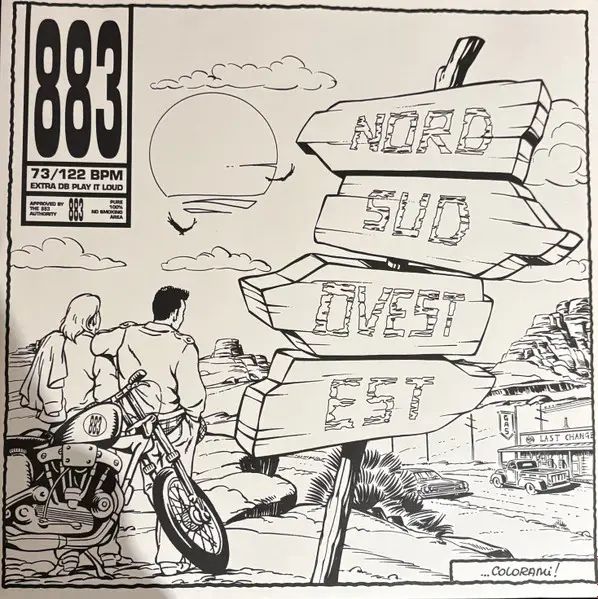 883
73/122 BPM
EXTRA DB PLAY IT LOUD
APPROVED BY
THE 883
AUTHORITY
883
PURE
100%
NO SMOKING
AREA
NORD
SUD
OVEST
EST
883
GAS
LAST CHANCE
...COLORAMI!